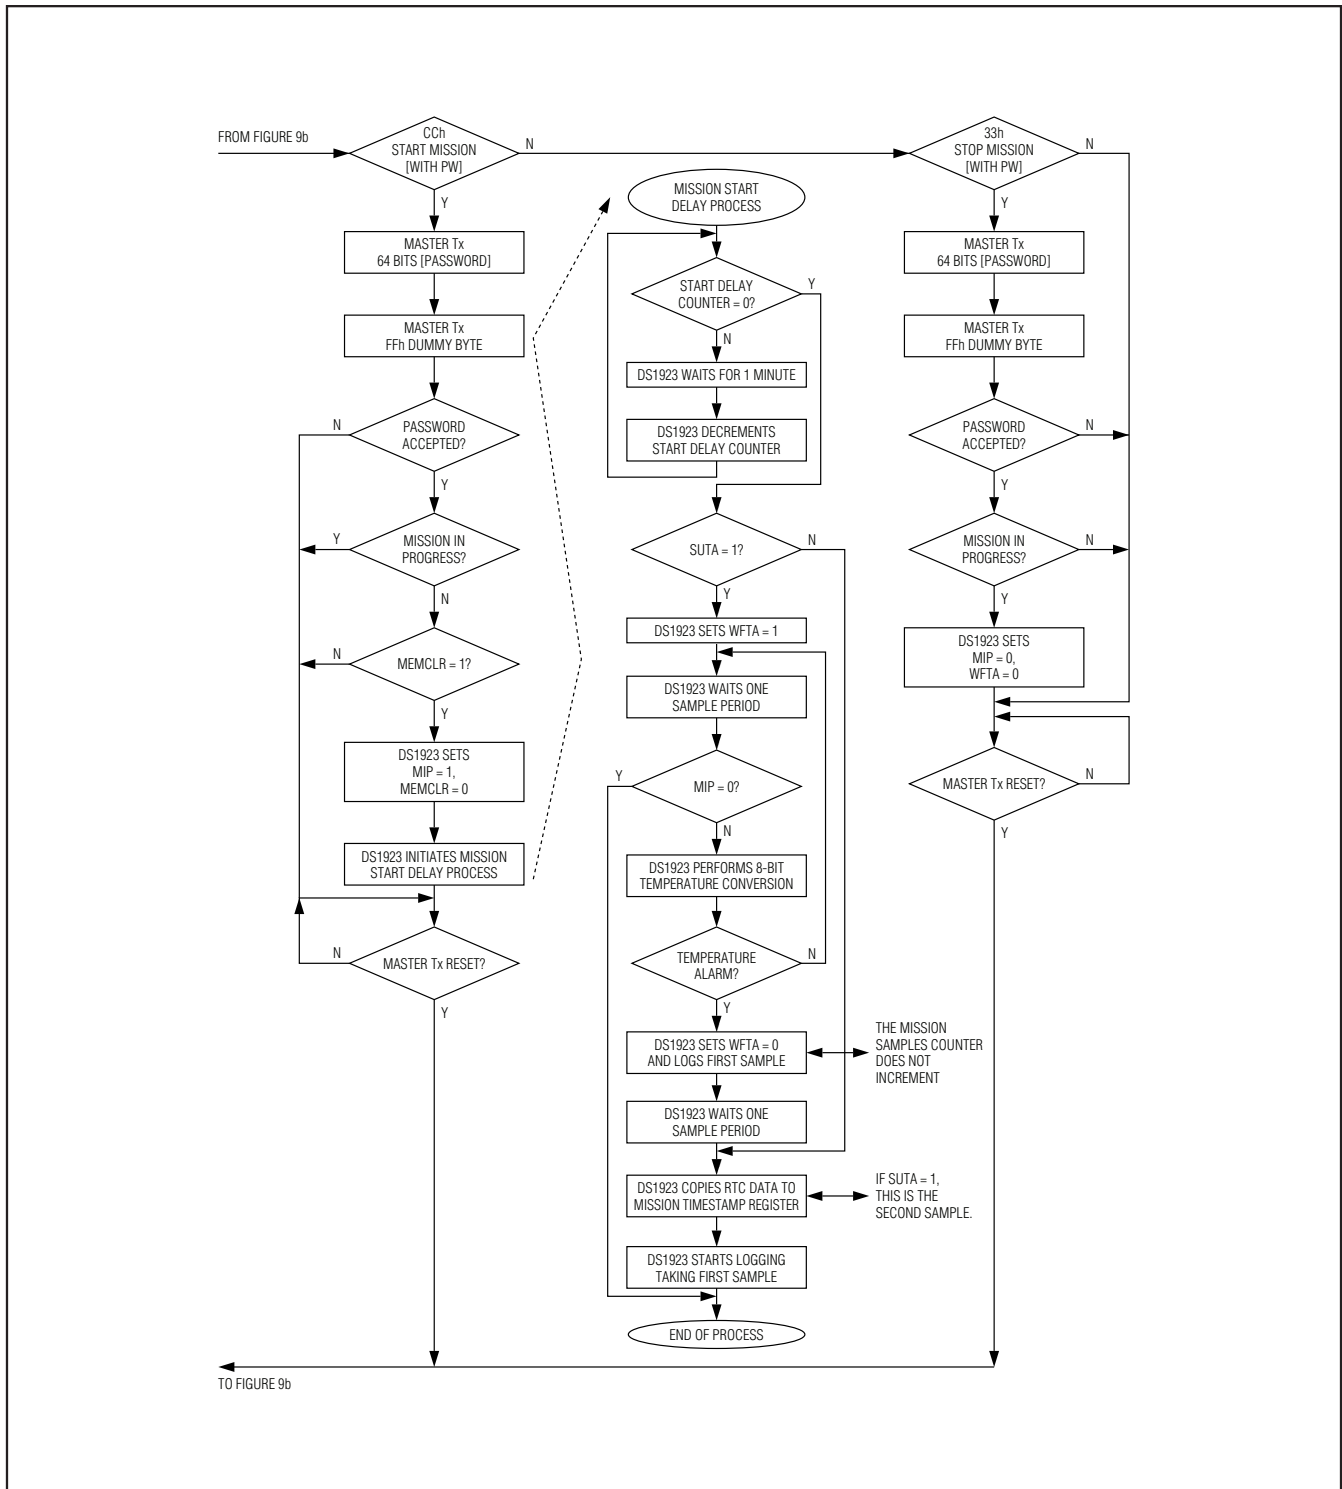 FROM FIGURE 9b
CCh
START MISSION
[WITH PW]
N
Y
MASTER Tx
64 BITS [PASSWORD]
MASTER Tx
FFh DUMMY BYTE
N
PASSWORD
ACCEPTED?
Y
Y
MISSION IN
PROGRESS?
N
N
MEMCLR = 1?
Y
DS1923 SETS
MIP = 1,
MEMCLR = 0
DS1923 INITIATES MISSION
START DELAY PROCESS
N
MASTER Tx RESET?
Y
MISSION START
DELAY PROCESS
START DELAY
COUNTER = 0?
Y
N
DS1923 WAITS FOR 1 MINUTE
DS1923 DECREMENTS
START DELAY COUNTER
SUTA = 1?
N
Y
DS1923 SETS WFTA = 1
DS1923 WAITS ONE
SAMPLE PERIOD
Y
MIP = 0?
N
DS1923 PERFORMS 8-BIT
TEMPERATURE CONVERSION
TEMPERATURE
ALARM?
N
Y
DS1923 SETS WFTA = 0
AND LOGS FIRST SAMPLE
THE MISSION
SAMPLES COUNTER
DOES NOT
INCREMENT
DS1923 WAITS ONE
SAMPLE PERIOD
DS1923 COPIES RTC DATA TO
MISSION TIMESTAMP REGISTER
IF SUTA = 1,
THIS IS THE
SECOND SAMPLE.
DS1923 STARTS LOGGING
TAKING FIRST SAMPLE
END OF PROCESS
33h
STOP MISSION
[WITH PW]
N
Y
MASTER Tx
64 BITS [PASSWORD]
MASTER Tx
FFh DUMMY BYTE
PASSWORD
ACCEPTED?
N
Y
MISSION IN
PROGRESS?
N
Y
DS1923 SETS
MIP = 0,
WFTA = 0
MASTER Tx RESET?
N
Y
TO FIGURE 9b